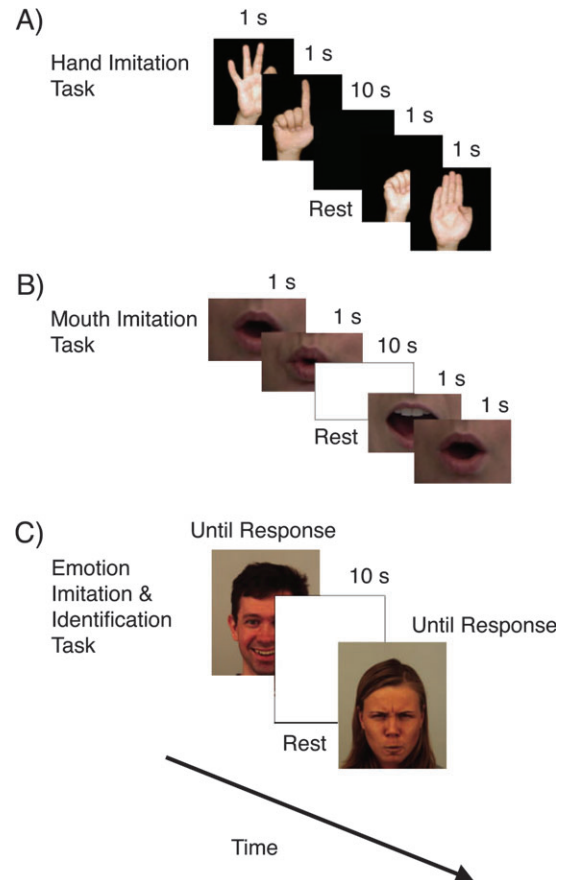 A)
1 s
Hand Imitation
Task
1 s
10 s
1 s
1 s
Rest
B)
1 s
Mouth Imitation
Task
1 s
10 s
1 s
1 s
Rest
C)
Until Response
Emotion
Imitation &
Identification
Task
10 s
Until Response
Rest
Time